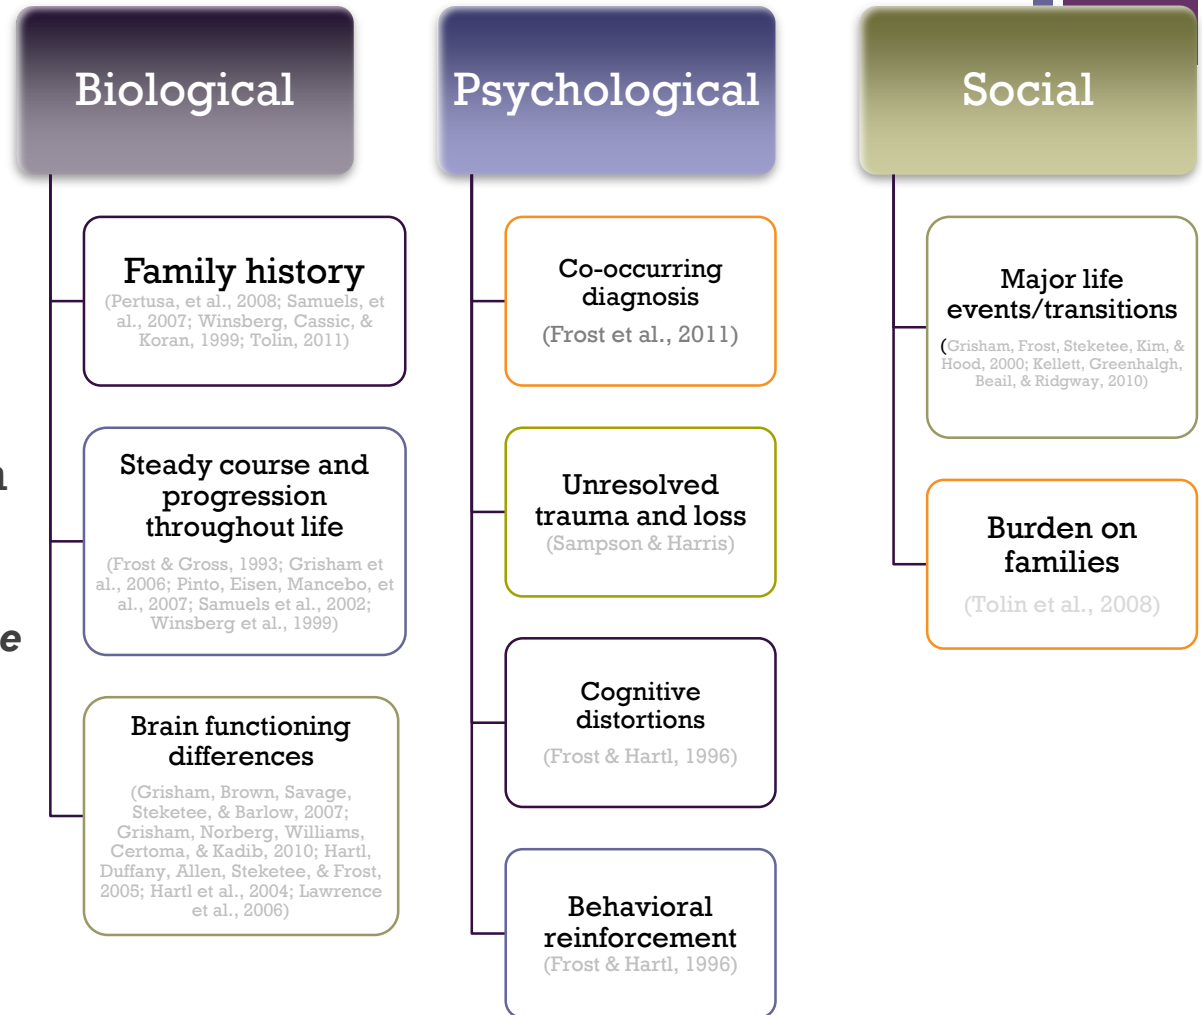 Biological
Family history
(Pertusa, et al., 2008; Samuels, et
al., 2007; Winsberg, Cassic, &
Koran, 1999; Tolin, 2011)
Steady course and
progression
throughout life
(Frost & Gross, 1993; Grisham et
al., 2006; Pinto, Eisen, Mancebo, et
al., 2007; Samuels et al., 2002;
Winsberg et al., 1999)
Brain functioning
differences
(Grisham, Brown, Savage,
Steketee, & Barlow, 2007;
Grisham, Norberg, Williams,
Certoma, & Kadib, 2010; Hartl,
Duffany, Allen, Steketee, & Frost,
2005; Hartl et al., 2004; Lawrence
et al., 2006)
Psychological
Co-occurring
diagnosis
(Frost et al., 2011)
Unresolved
trauma and loss
(Sampson & Harris)
Cognitive
distortions
(Frost & Hartl, 1996)
Behavioral
reinforcement
(Frost & Hartl, 1996)
Social
Major life
events/transitions
(Grisham, Frost, Steketee, Kim, &
Hood, 2000; Kellett, Greenhalgh,
Beail, & Ridgway, 2010)
Burden on
families
(Tolin et al., 2008)